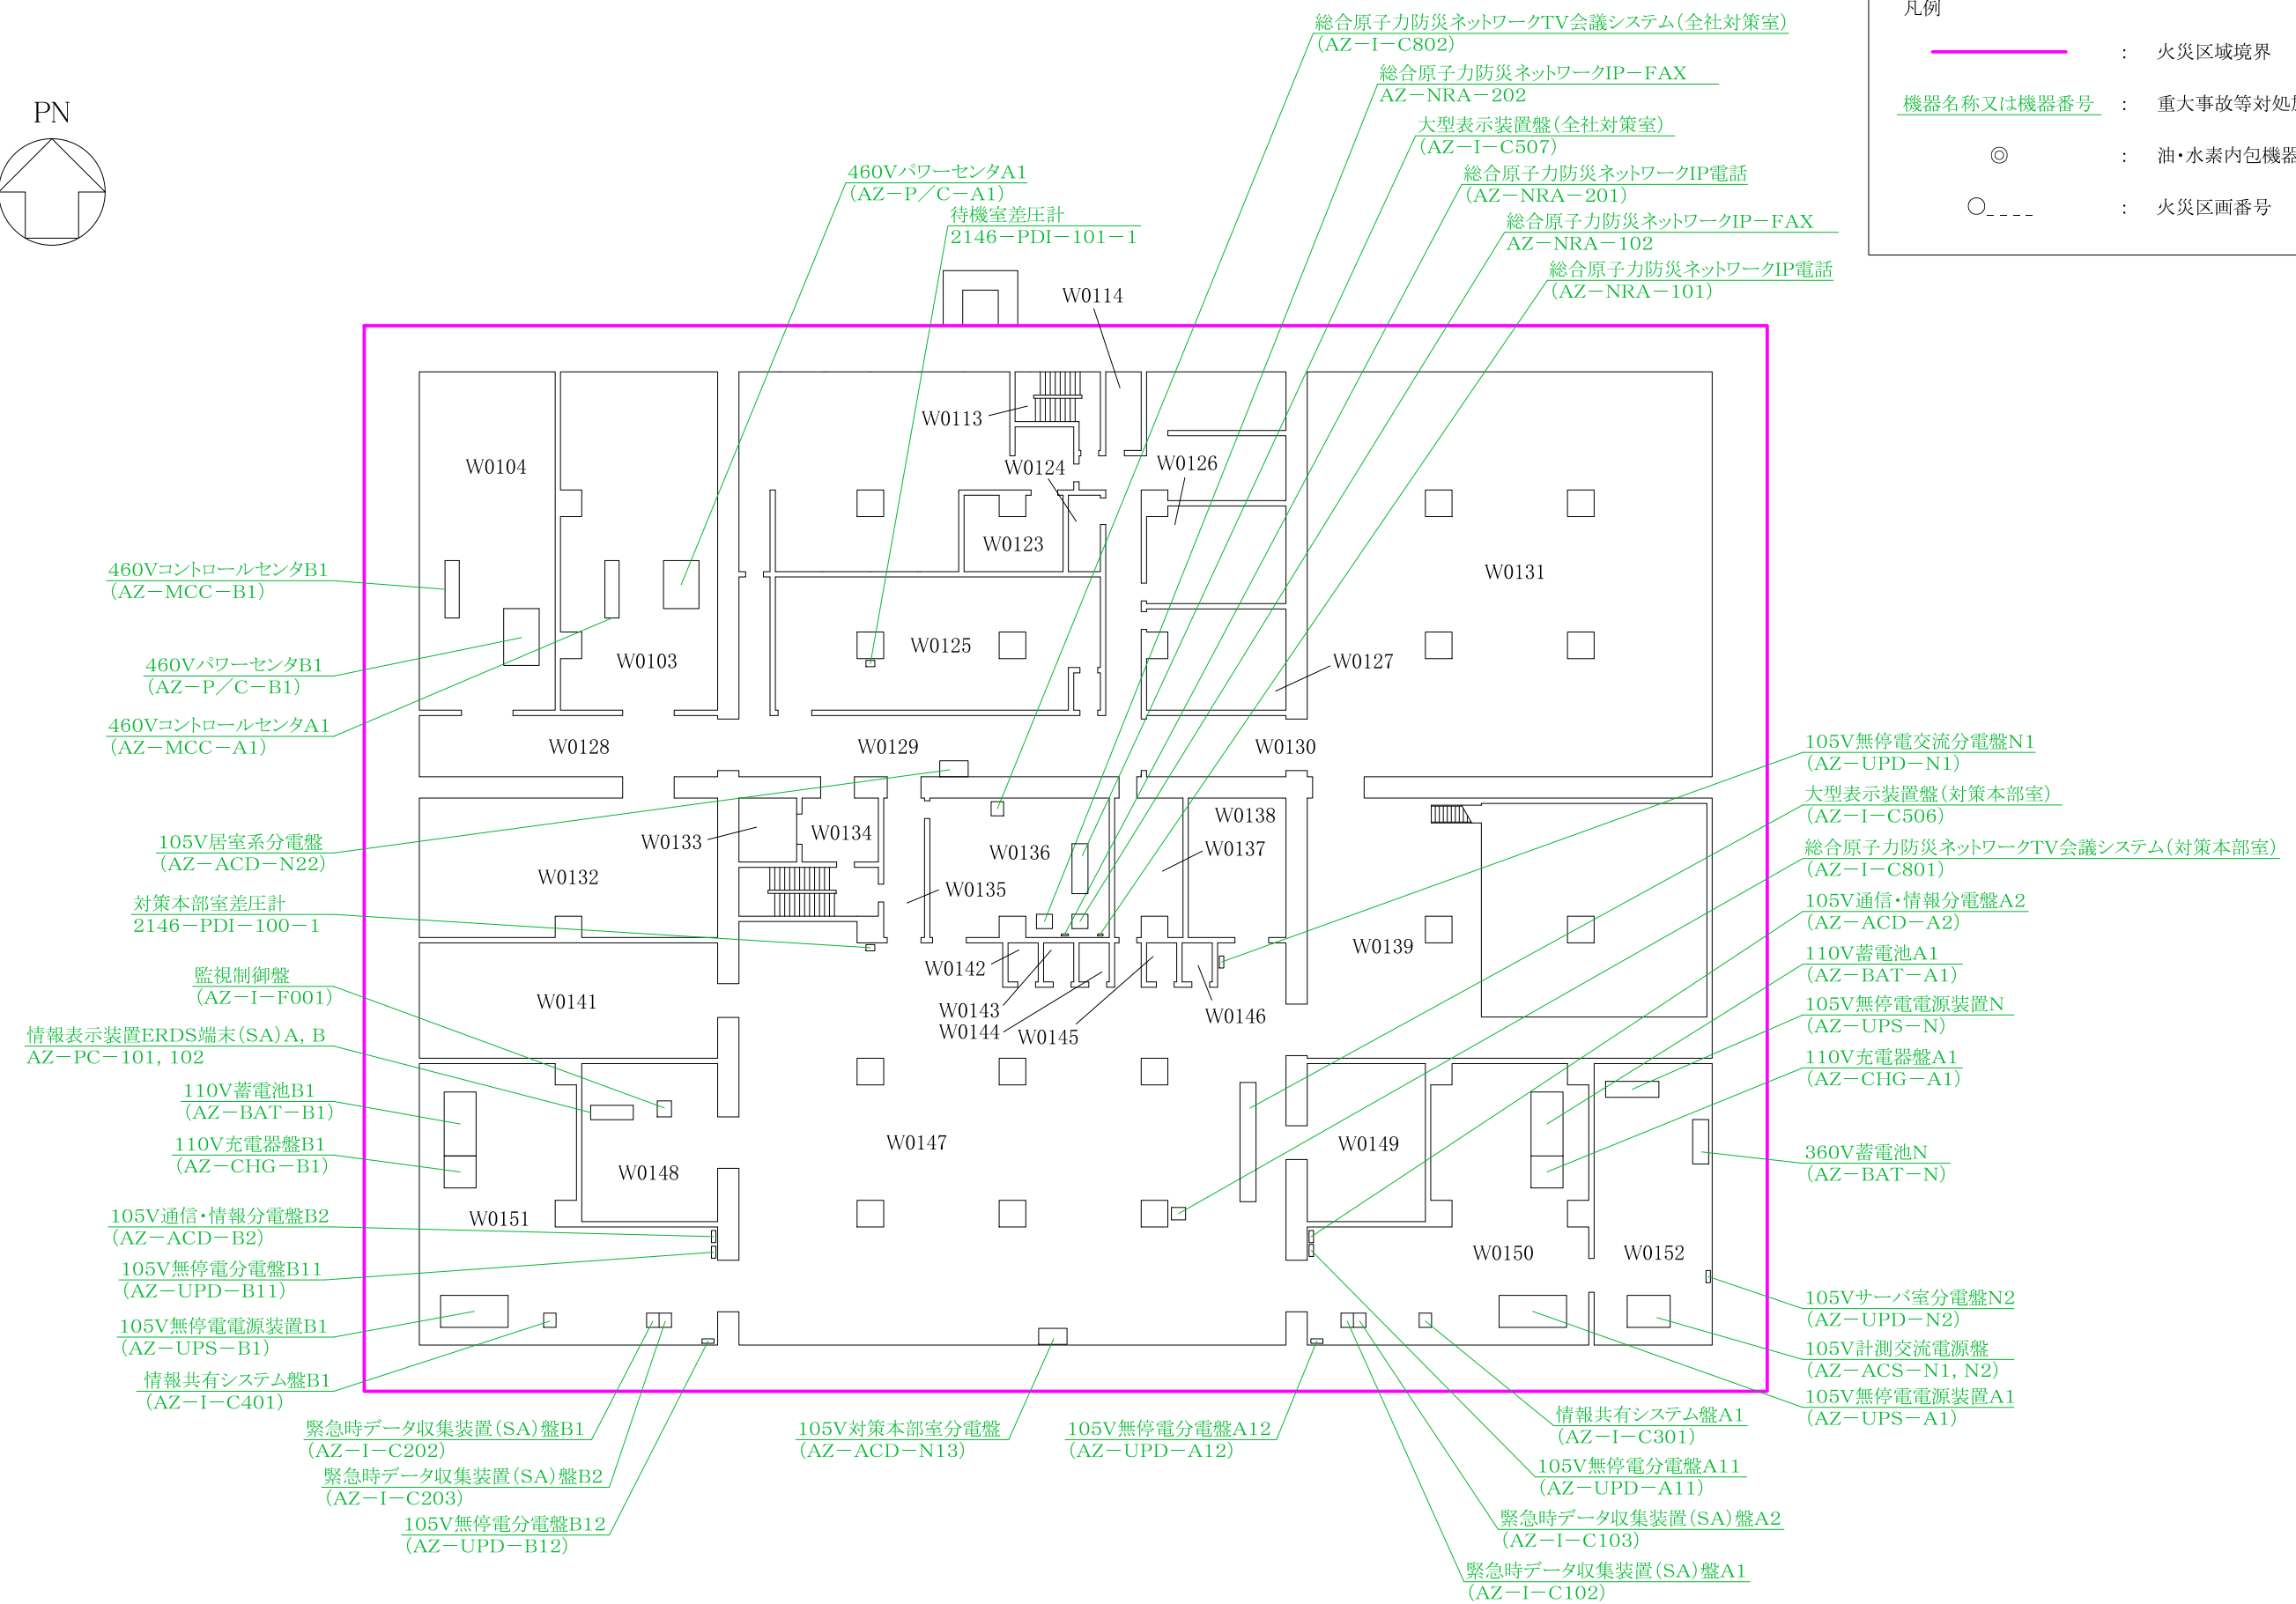 凡例
： 火災区域境界
機器名称又は機器番号 ： 重大事故等対処
◎ ： 油・水素内包機器
○____ ： 火災区画番号
PN
総合原子力防災ネットワークTV会議システム（全社対策室）
（AZ－I－C802）
総合原子力防災ネットワークIP－FAX
AZ－NRA－202
大型表示装置盤（全社対策室）
（AZ－I－C507）
総合原子力防災ネットワークIP電話
（AZ－NRA－201）
総合原子力防災ネットワークIP－FAX
AZ－NRA－102
総合原子力防災ネットワークIP電話
（AZ－NRA－101）
460VパワーセンタA1
（AZ－P／C－A1）
待機室差圧計
2146－PDI－101－1
W0114
W0113
W0104
W0124
W0126
W0123
W0131
W0125
W0103
W0127
W0128
W0129
W0130
W0133
W0134
W0136
W0138
W0137
W0132
W0135
W0139
W0142
W0141
W0143
W0144
W0145
W0146
W0147
W0148
W0149
W0151
W0150
W0152
460VコントロールセンタB1
（AZ－MCC－B1）
460VパワーセンタB1
（AZ－P／C－B1）
460VコントロールセンタA1
（AZ－MCC－A1）
105V居室系分電盤
（AZ－ACD－N22）
対策本部室差圧計
2146－PDI－100－1
監視制御盤
（AZ－I－F001）
情報表示装置ERDS端末（SA）A，B
AZ－PC－101，102
110V蓄電池B1
（AZ－BAT－B1）
110V充電器盤B1
（AZ－CHG－B1）
105V通信・情報分電盤B2
（AZ－ACD－B2）
105V無停電分電盤B11
（AZ－UPD－B11）
105V無停電電源装置B1
（AZ－UPS－B1）
情報共有システム盤B1
（AZ－I－C401）
緊急時データ収集装置（SA）盤B1
（AZ－I－C202）
緊急時データ収集装置（SA）盤B2
（AZ－I－C203）
105V無停電分電盤B12
（AZ－UPD－B12）
105V対策本部室分電盤
（AZ－ACD－N13）
105V無停電分電盤A12
（AZ－UPD－A12）
105V無停電交流分電盤N1
（AZ－UPD－N1）
大型表示装置盤（対策本部室）
（AZ－I－C506）
総合原子力防災ネットワークTV会議システム（対策本部室）
（AZ－I－C801）
105V通信・情報分電盤A2
（AZ－ACD－A2）
110V蓄電池A1
（AZ－BAT－A1）
105V無停電電源装置N
（AZ－UPS－N）
110V充電器盤A1
（AZ－CHG－A1）
360V蓄電池N
（AZ－BAT－N）
105Vサーバ室分電盤N2
（AZ－UPD－N2）
105V計測交流電源盤
（AZ－ACS－N1，N2）
105V無停電電源装置A1
（AZ－UPS－A1）
情報共有システム盤A1
（AZ－I－C301）
105V無停電分電盤A11
（AZ－UPD－A11）
緊急時データ収集装置（SA）盤A2
（AZ－I－C103）
緊急時データ収集装置（SA）盤A1
（AZ－I－C102）